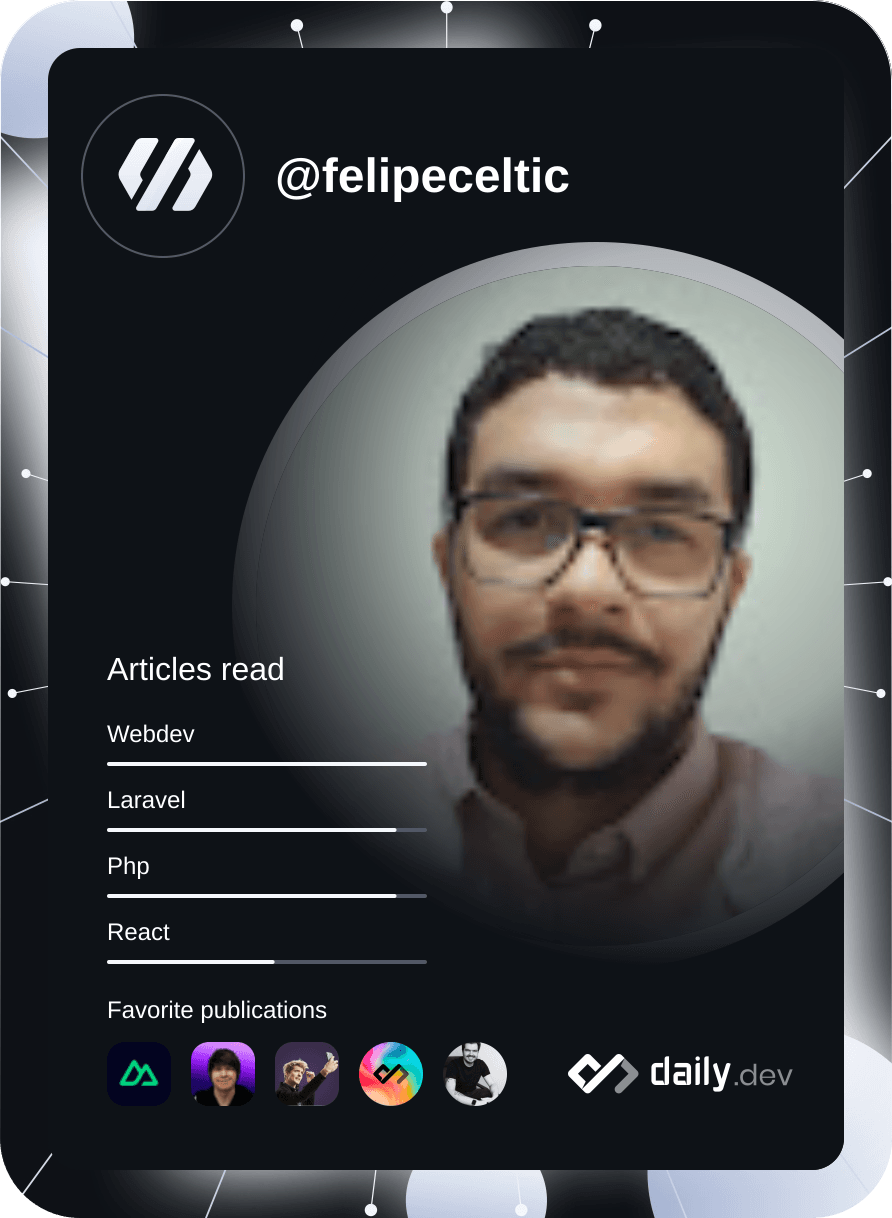 @felipeceltic
Articles read
Webdev
Laravel
Php
React
Favorite publications
daily.dev